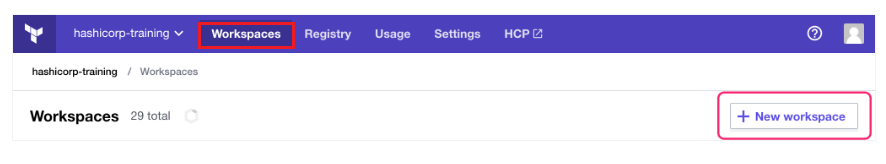 hashicorp-training Workspaces Registry Usage Settings HCP
hashicorp-training / Workspaces
Workspaces 29 total + New workspace